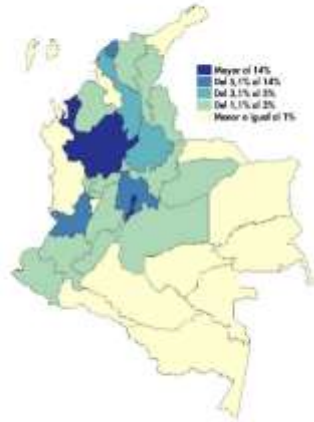 Mayor al 14%
Del 5,1% al 14%
Del 3,1% al 5%
Del 1,1% al 3%
Menor o igual al 1%